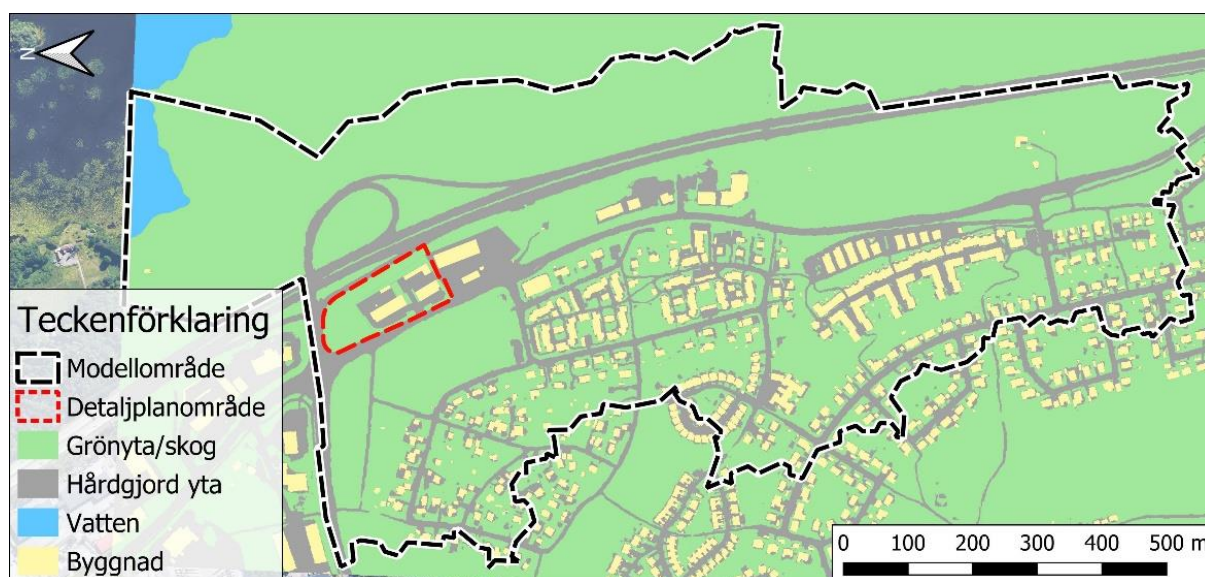 N
Teckenförklaring
Modellområde
Detaljplanområde
Grönyta/skog
Hårdgjord yta
Vatten
Byggnad
0 100 200 300 400 500 m